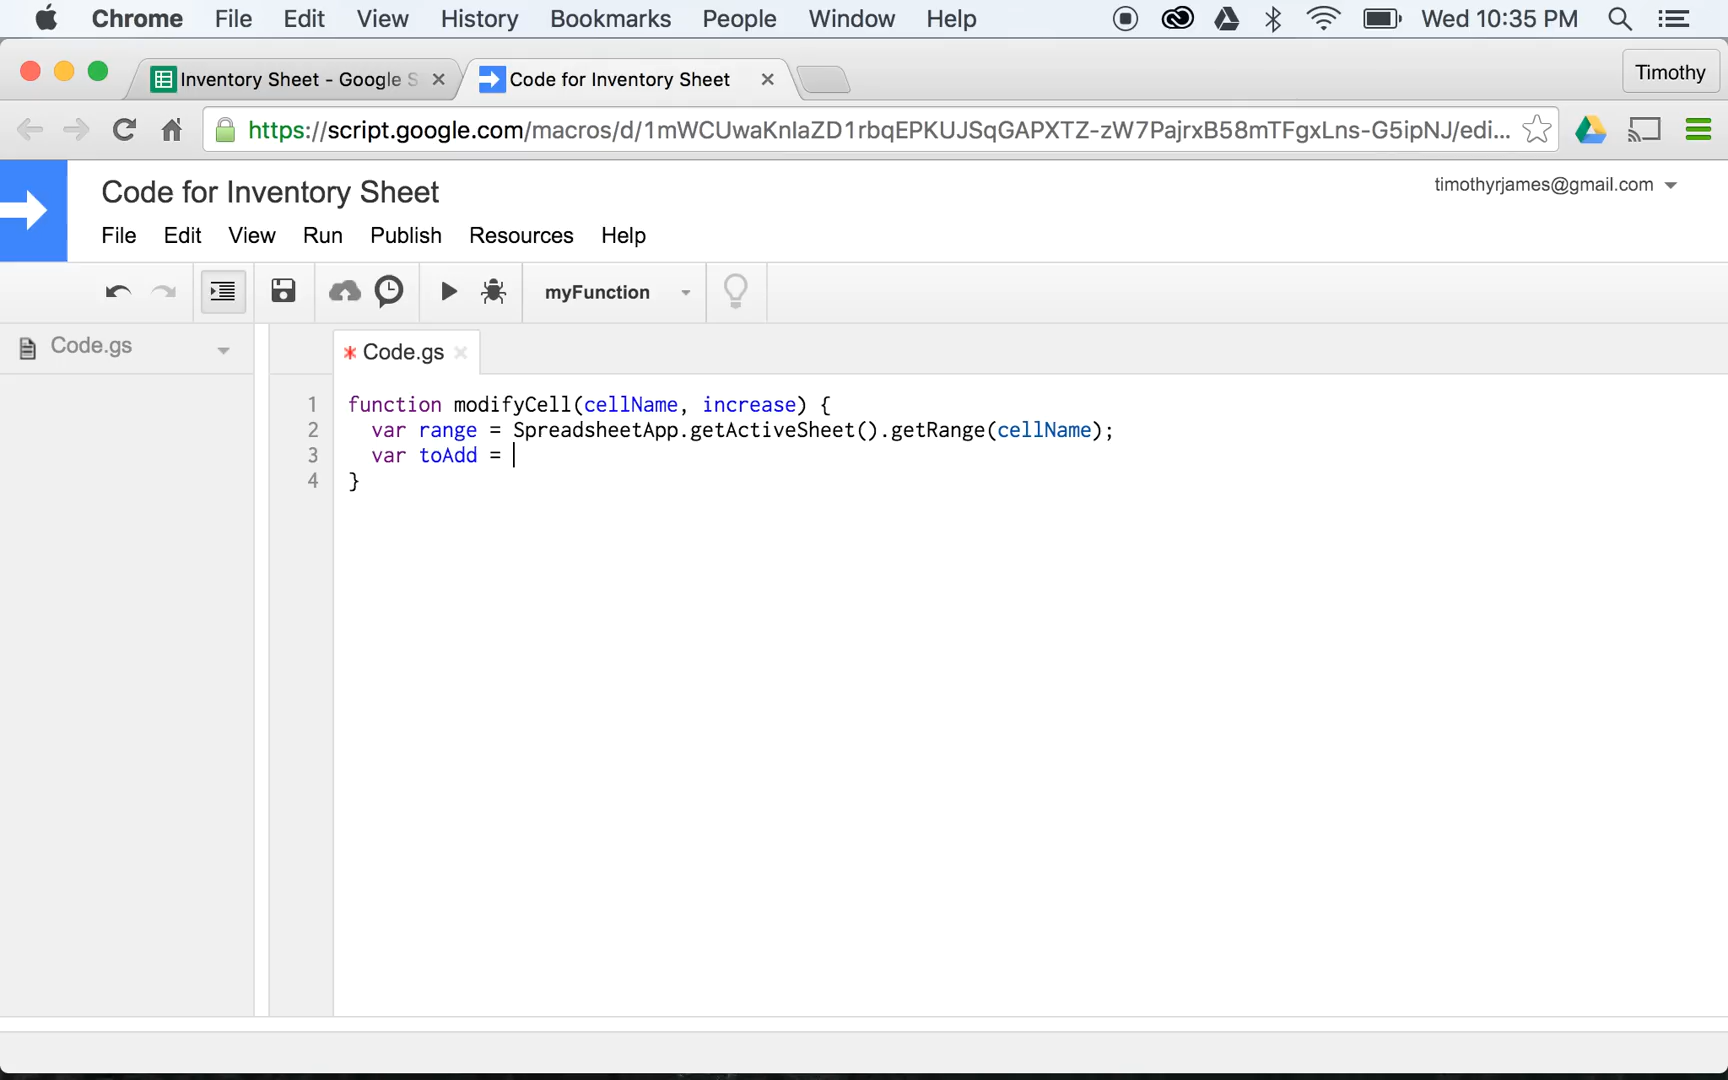 Chrome File Edit View History Bookmarks People Window Help Wed 10:35 PM
Inventory Sheet - Google S Code for Inventory Sheet Timothy
https://script.google.com/macros/d/1mWCUwaKnIaZD1rbqEPKUJSqGAPXTZ-zW7PajrxB58mTFgxLns-G5ipNJ/edi...
Code for Inventory Sheet timothyrjames@gmail.com
File Edit View Run Publish Resources Help
myFunction
Code.gs * Code.gs
1 function modifyCell(cellName, increase) {
2 var range = SpreadsheetApp.getActiveSheet().getRange(cellName);
3 var toAdd =
4 }